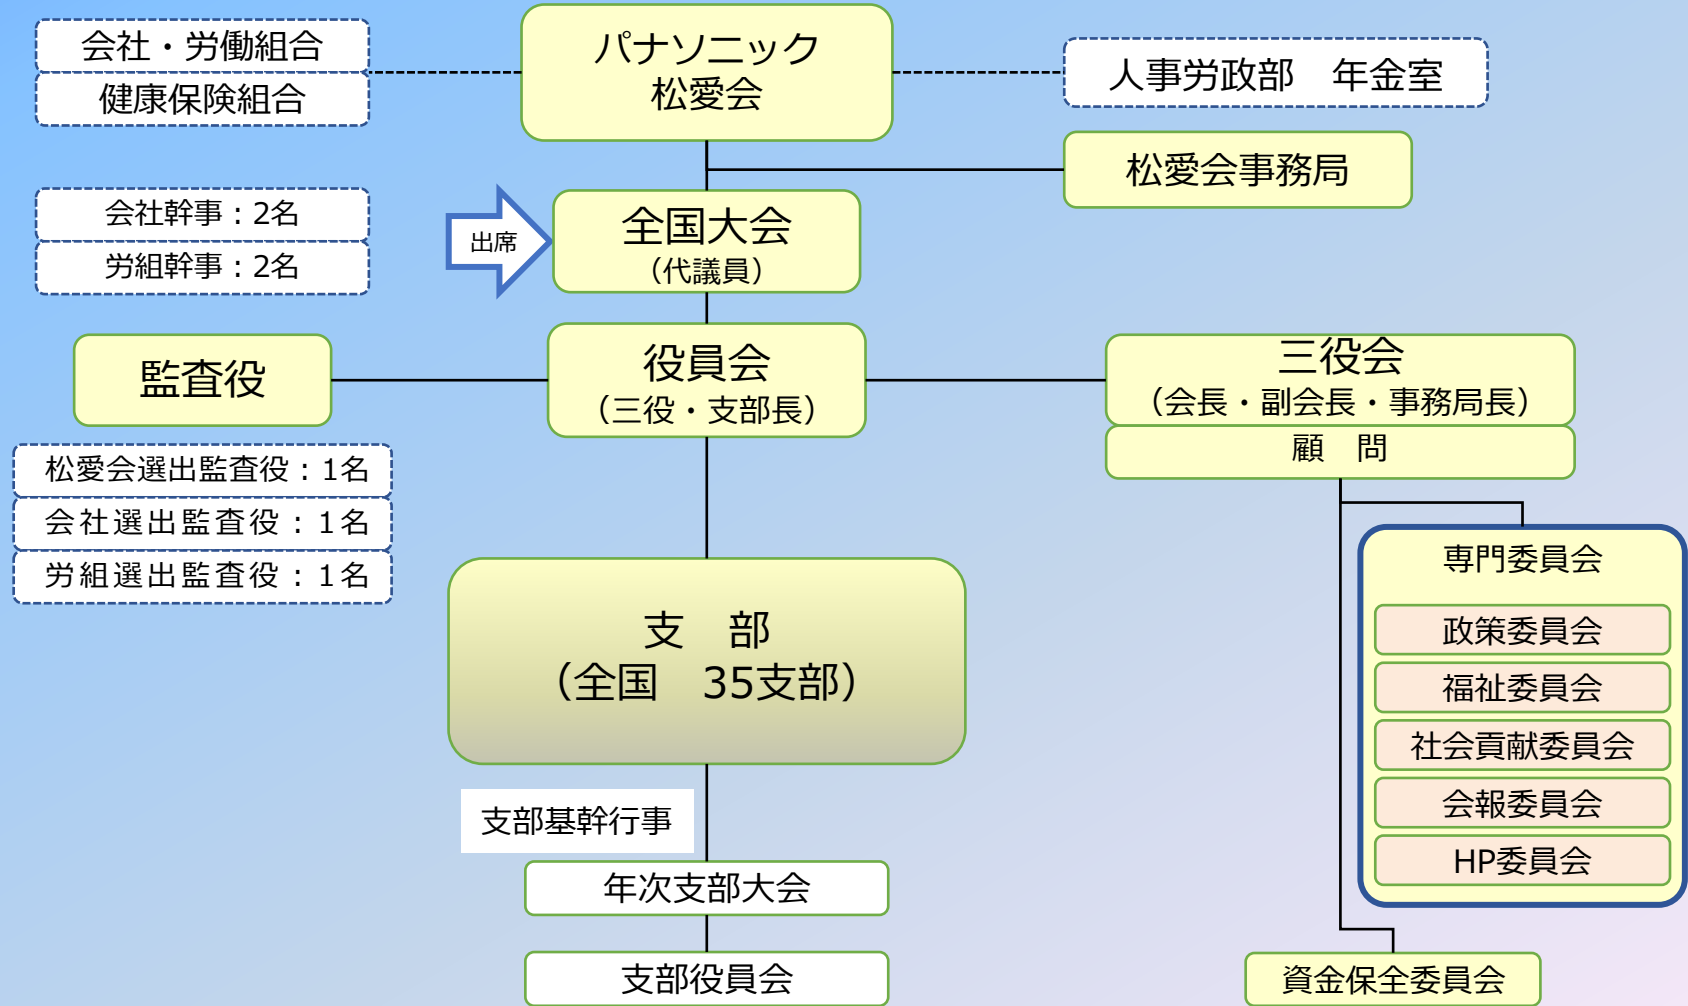 会社・労働組合
健康保険組合
パナソニック
松愛会
人事労政部　年金室
松愛会事務局
会社幹事：2名
労組幹事：2名
出席
全国大会
（代議員）
監査役
役員会
（三役・支部長）
三役会
（会長・副会長・事務局長）
顧　問
松愛会選出監査役：1名
会社選出監査役：1名
労組選出監査役：1名
支　部
（全国　35支部）
専門委員会
政策委員会
福祉委員会
社会貢献委員会
会報委員会
HP委員会
支部基幹行事
年次支部大会
支部役員会
資金保全委員会